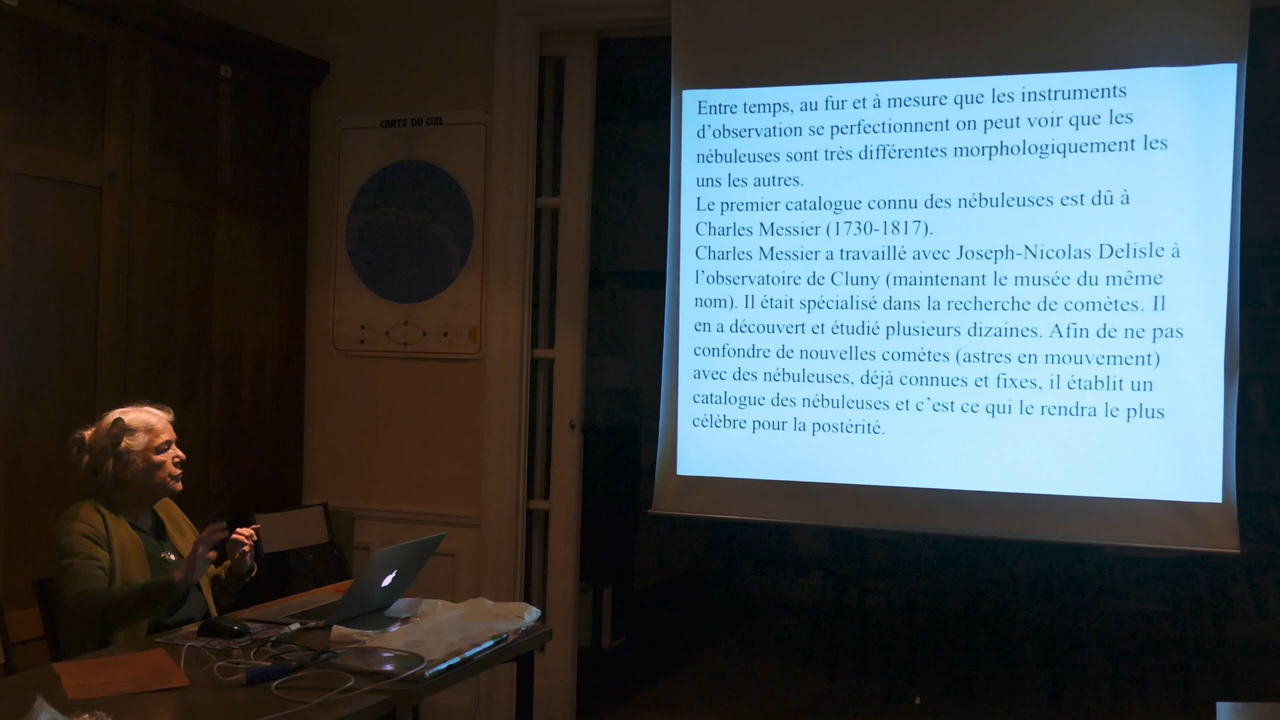 CARTE DU CIEL
Entre temps, au fur et à mesure que les instruments
d'observation se perfectionnent on peut voir que les
nébuleuses sont très différentes morphologiquement les
uns les autres.
Le premier catalogue connu des nébuleuses est dû à
Charles Messier (1730-1817).
Charles Messier a travaillé avec Joseph-Nicolas Delisle à
l'observatoire de Cluny (maintenant le musée du même
nom). Il était spécialisé dans la recherche de comètes. Il
en a découvert et étudié plusieurs dizaines. Afin de ne pas
confondre de nouvelles comètes (astres en mouvement)
avec des nébuleuses, déjà connues et fixes, il établit un
catalogue des nébuleuses et c'est ce qui le rendra le plus
célèbre pour la postérité.